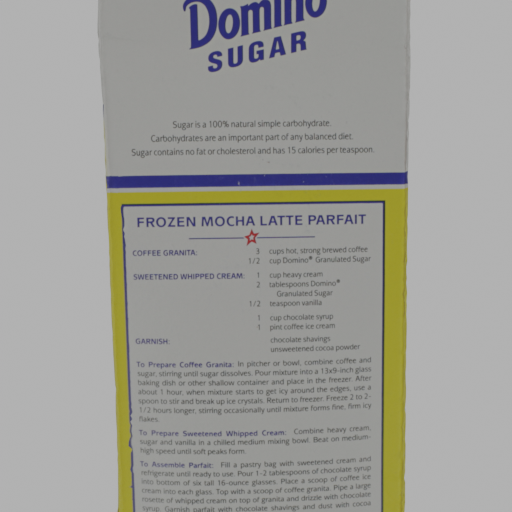 Domino
SUGAR
Sugar is a 100% natural simple carbohydrate.
Carbohydrates are an important part of any balanced diet.
Sugar contains no fat or cholesterol and has 15 calories per teaspoon.
FROZEN MOCHA LATTE PARFAIT
COFFEE GRANITA: 3 cups hot, strong brewed coffee
1/2 cup Domino® Granulated Sugar
SWEETENED WHIPPED CREAM: 1 cup heavy cream
2 tablespoons Domino®
Granulated Sugar
1/2 teaspoon vanilla
1 cup chocolate syrup
1 pint coffee ice cream
GARNISH: chocolate shavings
unsweetened cocoa powder
To Prepare Coffee Granita: In pitcher or bowl, combine coffee and
sugar, stirring until sugar dissolves. Pour mixture into a 13x9-inch glass
baking dish or other shallow container and place in the freezer. After
about 1 hour, when mixture starts to get icy around the edges, use a
spoon to stir and break up ice crystals. Return to freezer. Freeze 2 to 2-
1/2 hours longer, stirring occasionally until mixture forms fine, firm icy
flakes.
To Prepare Sweetened Whipped Cream: Combine heavy cream,
sugar and vanilla in a chilled medium mixing bowl. Beat on medium-
high speed until soft peaks form.
To Assemble Parfait: Fill a pastry bag with sweetened cream and
refrigerate until ready to use. Pour 1-2 tablespoons of chocolate syrup
into bottom of six tall 16-ounce glasses. Place a scoop of coffee ice
cream into each glass. Top with a scoop of coffee granita. Pipe a large
rosette of whipped cream on top of granita and drizzle with chocolate
syrup. Garnish parfait with chocolate shavings and dust with cocoa